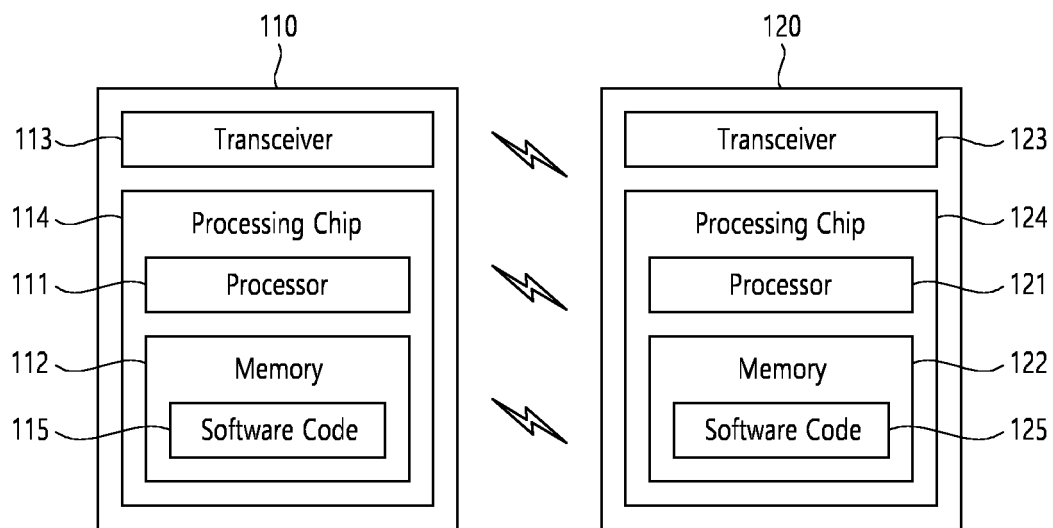 110
120
113
Transceiver
Transceiver
123
114
Processing Chip
Processing Chip
124
111
Processor
Processor
121
112
Memory
Memory
122
115
Software Code
Software Code
125